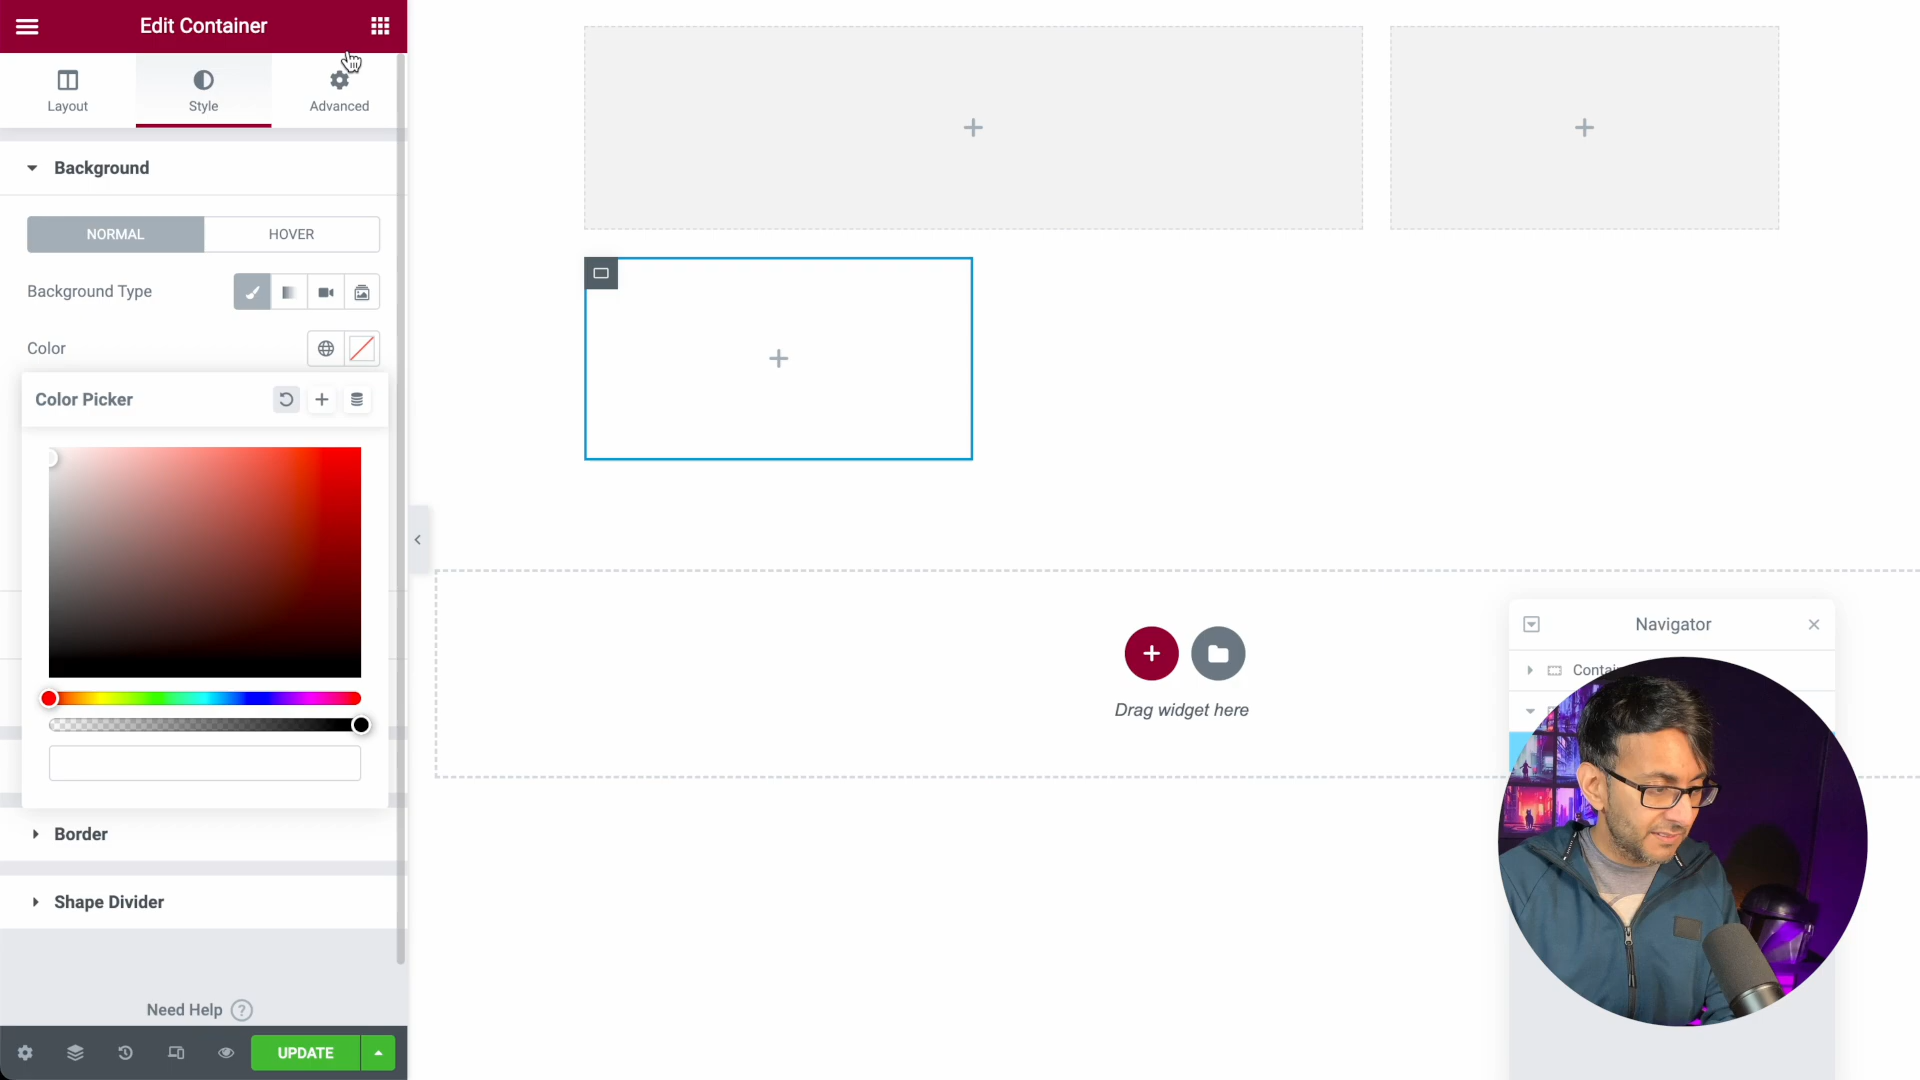 Edit Container
Layout
Style
Advanced
Background
NORMAL
HOVER
Background Type
Color
Color Picker
Border
Shape Divider
Need Help
?
UPDATE
Drag widget here
Navigator